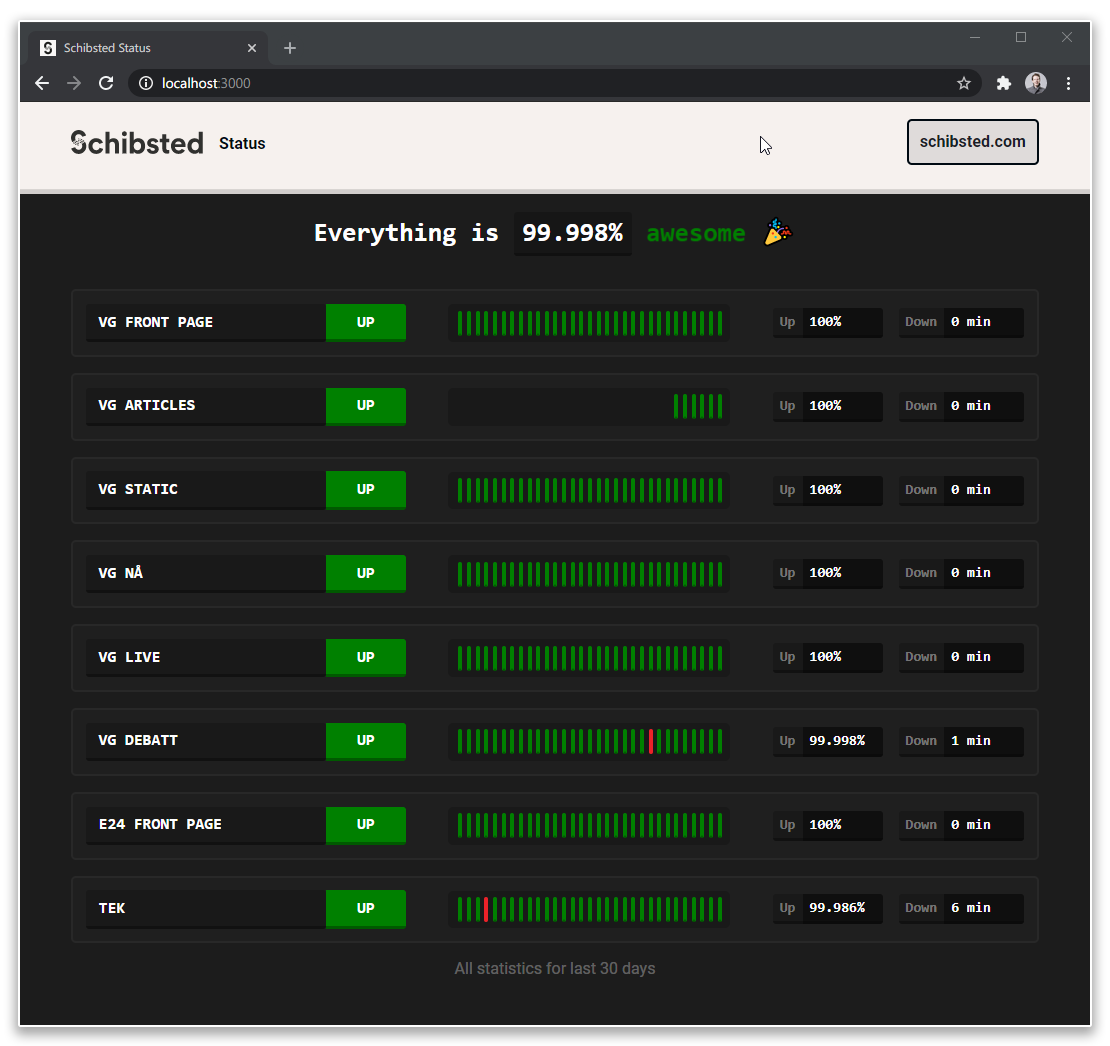 Schibsted Status
localhost:3000
Schibsted Status
schibsted.com
Everything is 99.998% awesome 🎉
VG FRONT PAGE UP Up 100% Down 0 min
VG ARTICLES UP Up 100% Down 0 min
VG STATIC UP Up 100% Down 0 min
VG NÅ UP Up 100% Down 0 min
VG LIVE UP Up 100% Down 0 min
VG DEBATT UP Up 99.998% Down 1 min
E24 FRONT PAGE UP Up 100% Down 0 min
TEK UP Up 99.986% Down 6 min
All statistics for last 30 days